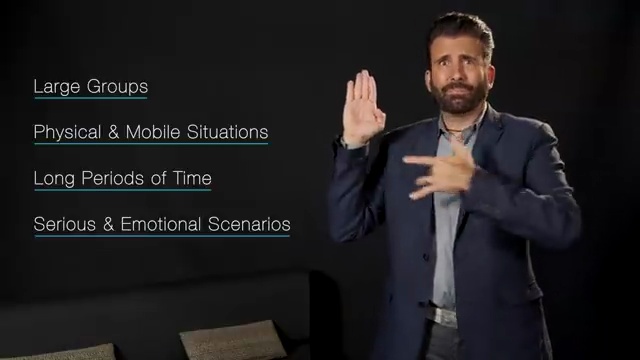 Large Groups
Physical & Mobile Situations
Long Periods of Time
Serious & Emotional Scenarios